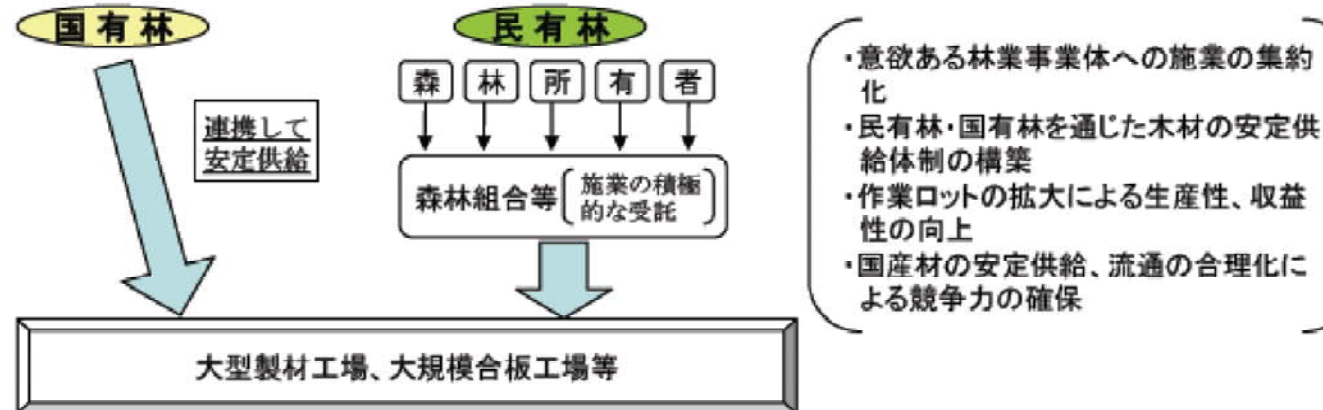 国有林
民有林
森 林 所 有 者
連携して
安定供給
森林組合等
施業の積極
的な受託
大型製材工場、大規模合板工場等
・意欲ある林業事業体への施業の集約
化
・民有林・国有林を通じた木材の安定供
給体制の構築
・作業ロットの拡大による生産性、収益
性の向上
・国産材の安定供給、流通の合理化に
よる競争力の確保